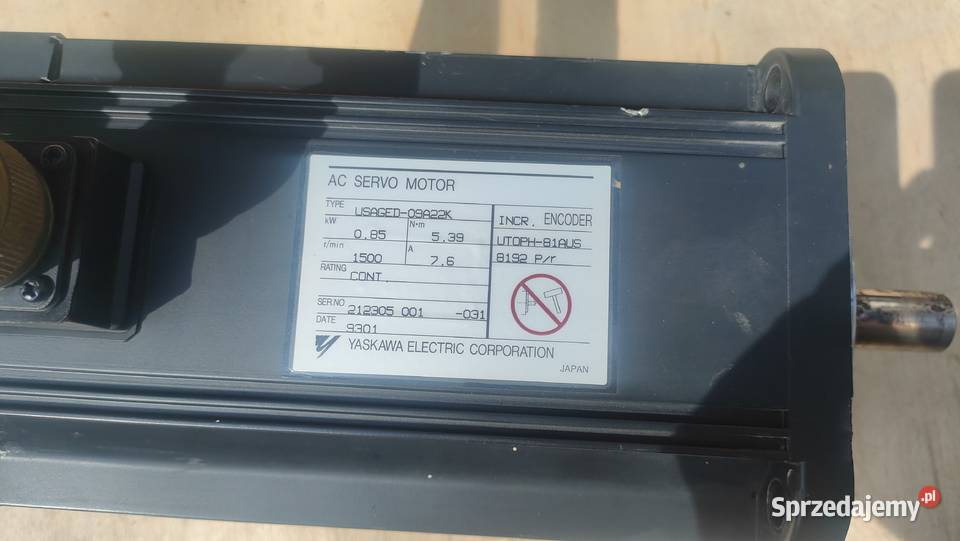 AC SERVO MOTOR
TYPE USAGED-09A22K
kW 0.85 N·m 5.39
r/min 1500 A 7.6
RATING CONT.
SER.NO 212305 001 -031
DATE 9301
INCR. ENCODER
UTOPH-81AUS
8192 P/r
YASKAWA ELECTRIC CORPORATION
JAPAN
Sprzedajemy.pl